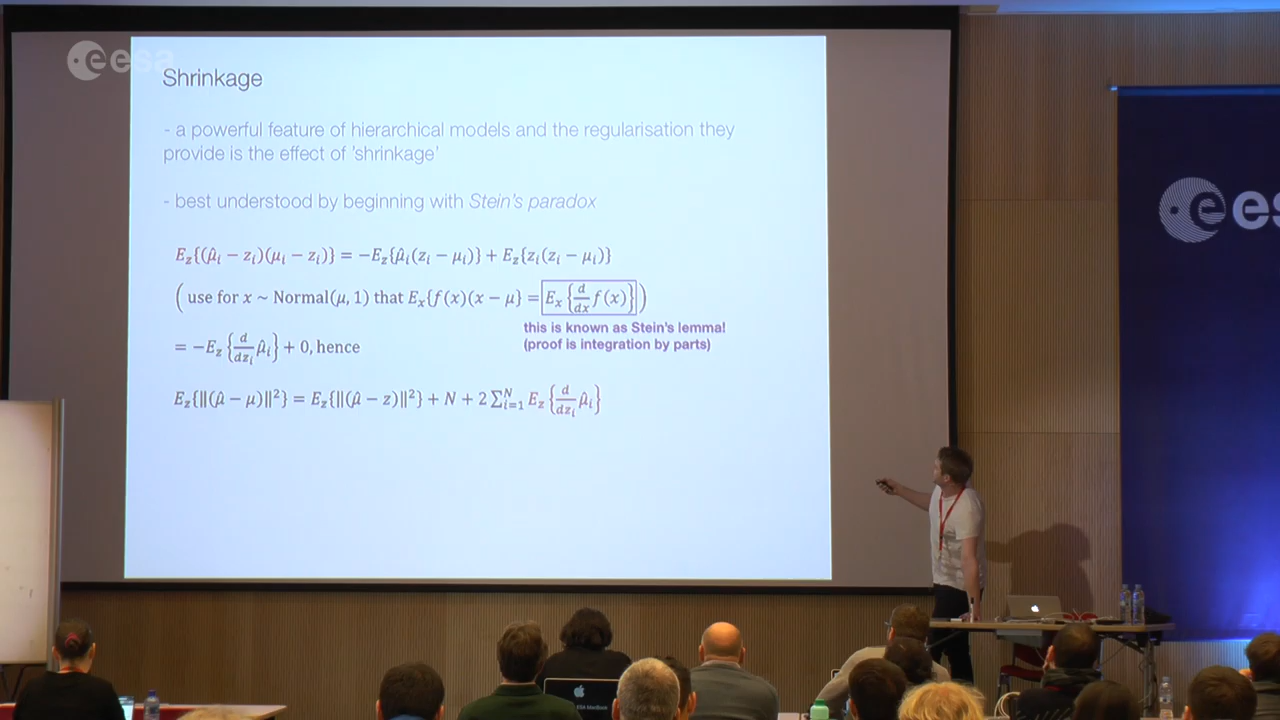 esa
Shrinkage
- a powerful feature of hierarchical models and the regularisation they
provide is the effect of 'shrinkage'
- best understood by beginning with Stein's paradox
E_z{(μ̂_i − z_i)(μ_i − z_i)} = −E_z{μ̂_i(z_i − μ_i)} + E_z{z_i(z_i − μ_i)}
( use for x ~ Normal(μ, 1) that E_x{f(x)(x − μ} = E_x{d/dx f(x)} )
this is known as Stein's lemma!
(proof is integration by parts)
= −E_z{d/dz_i μ̂_i} + 0, hence
E_z{‖(μ̂ − μ)‖²} = E_z{‖(μ̂ − z)‖²} + N + 2 ∑_{i=1}^N E_z{d/dz_i μ̂_i}
es